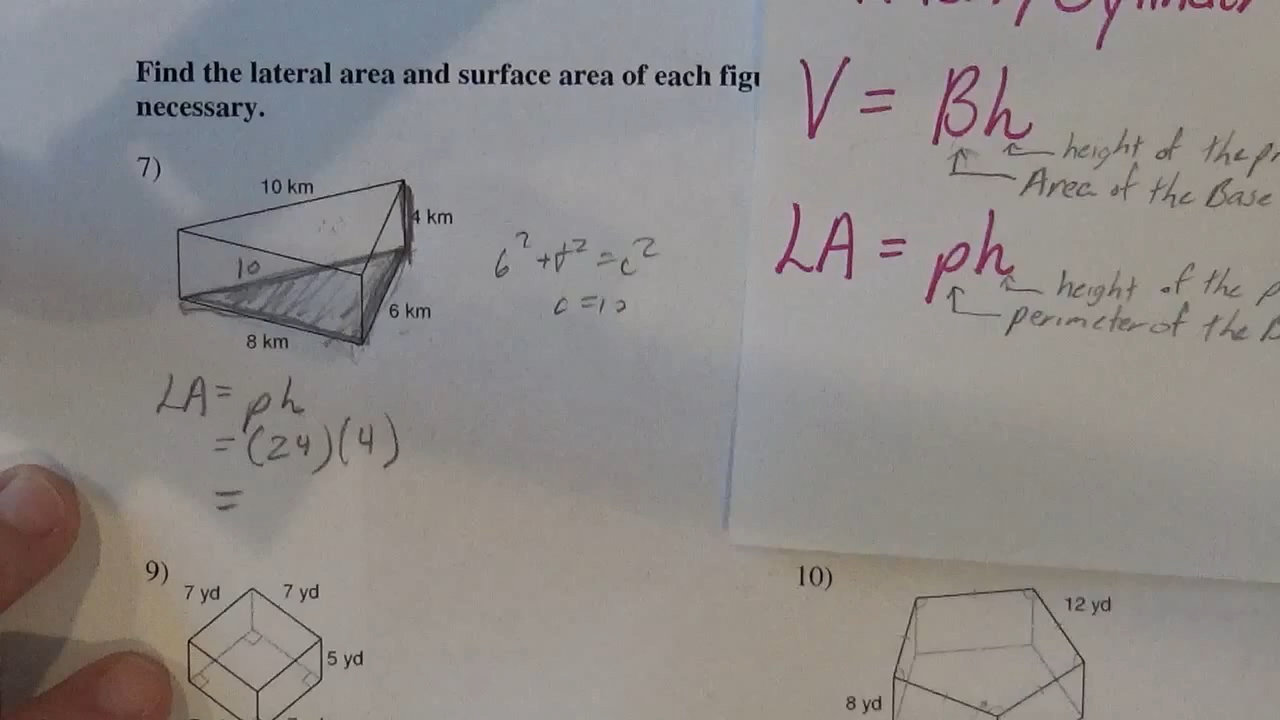 Find the lateral area and surface area of each
necessary.
7)
10 km
4 km
10
6 km
8 km
6² + 8² = c²
c = 10
LA = ph
= (24)(4)
=
V = Bh
height of the
Area of the Base
LA = ph
height of the
perimeter of the
9)
7 yd
7 yd
5 yd
10)
12 yd
8 yd